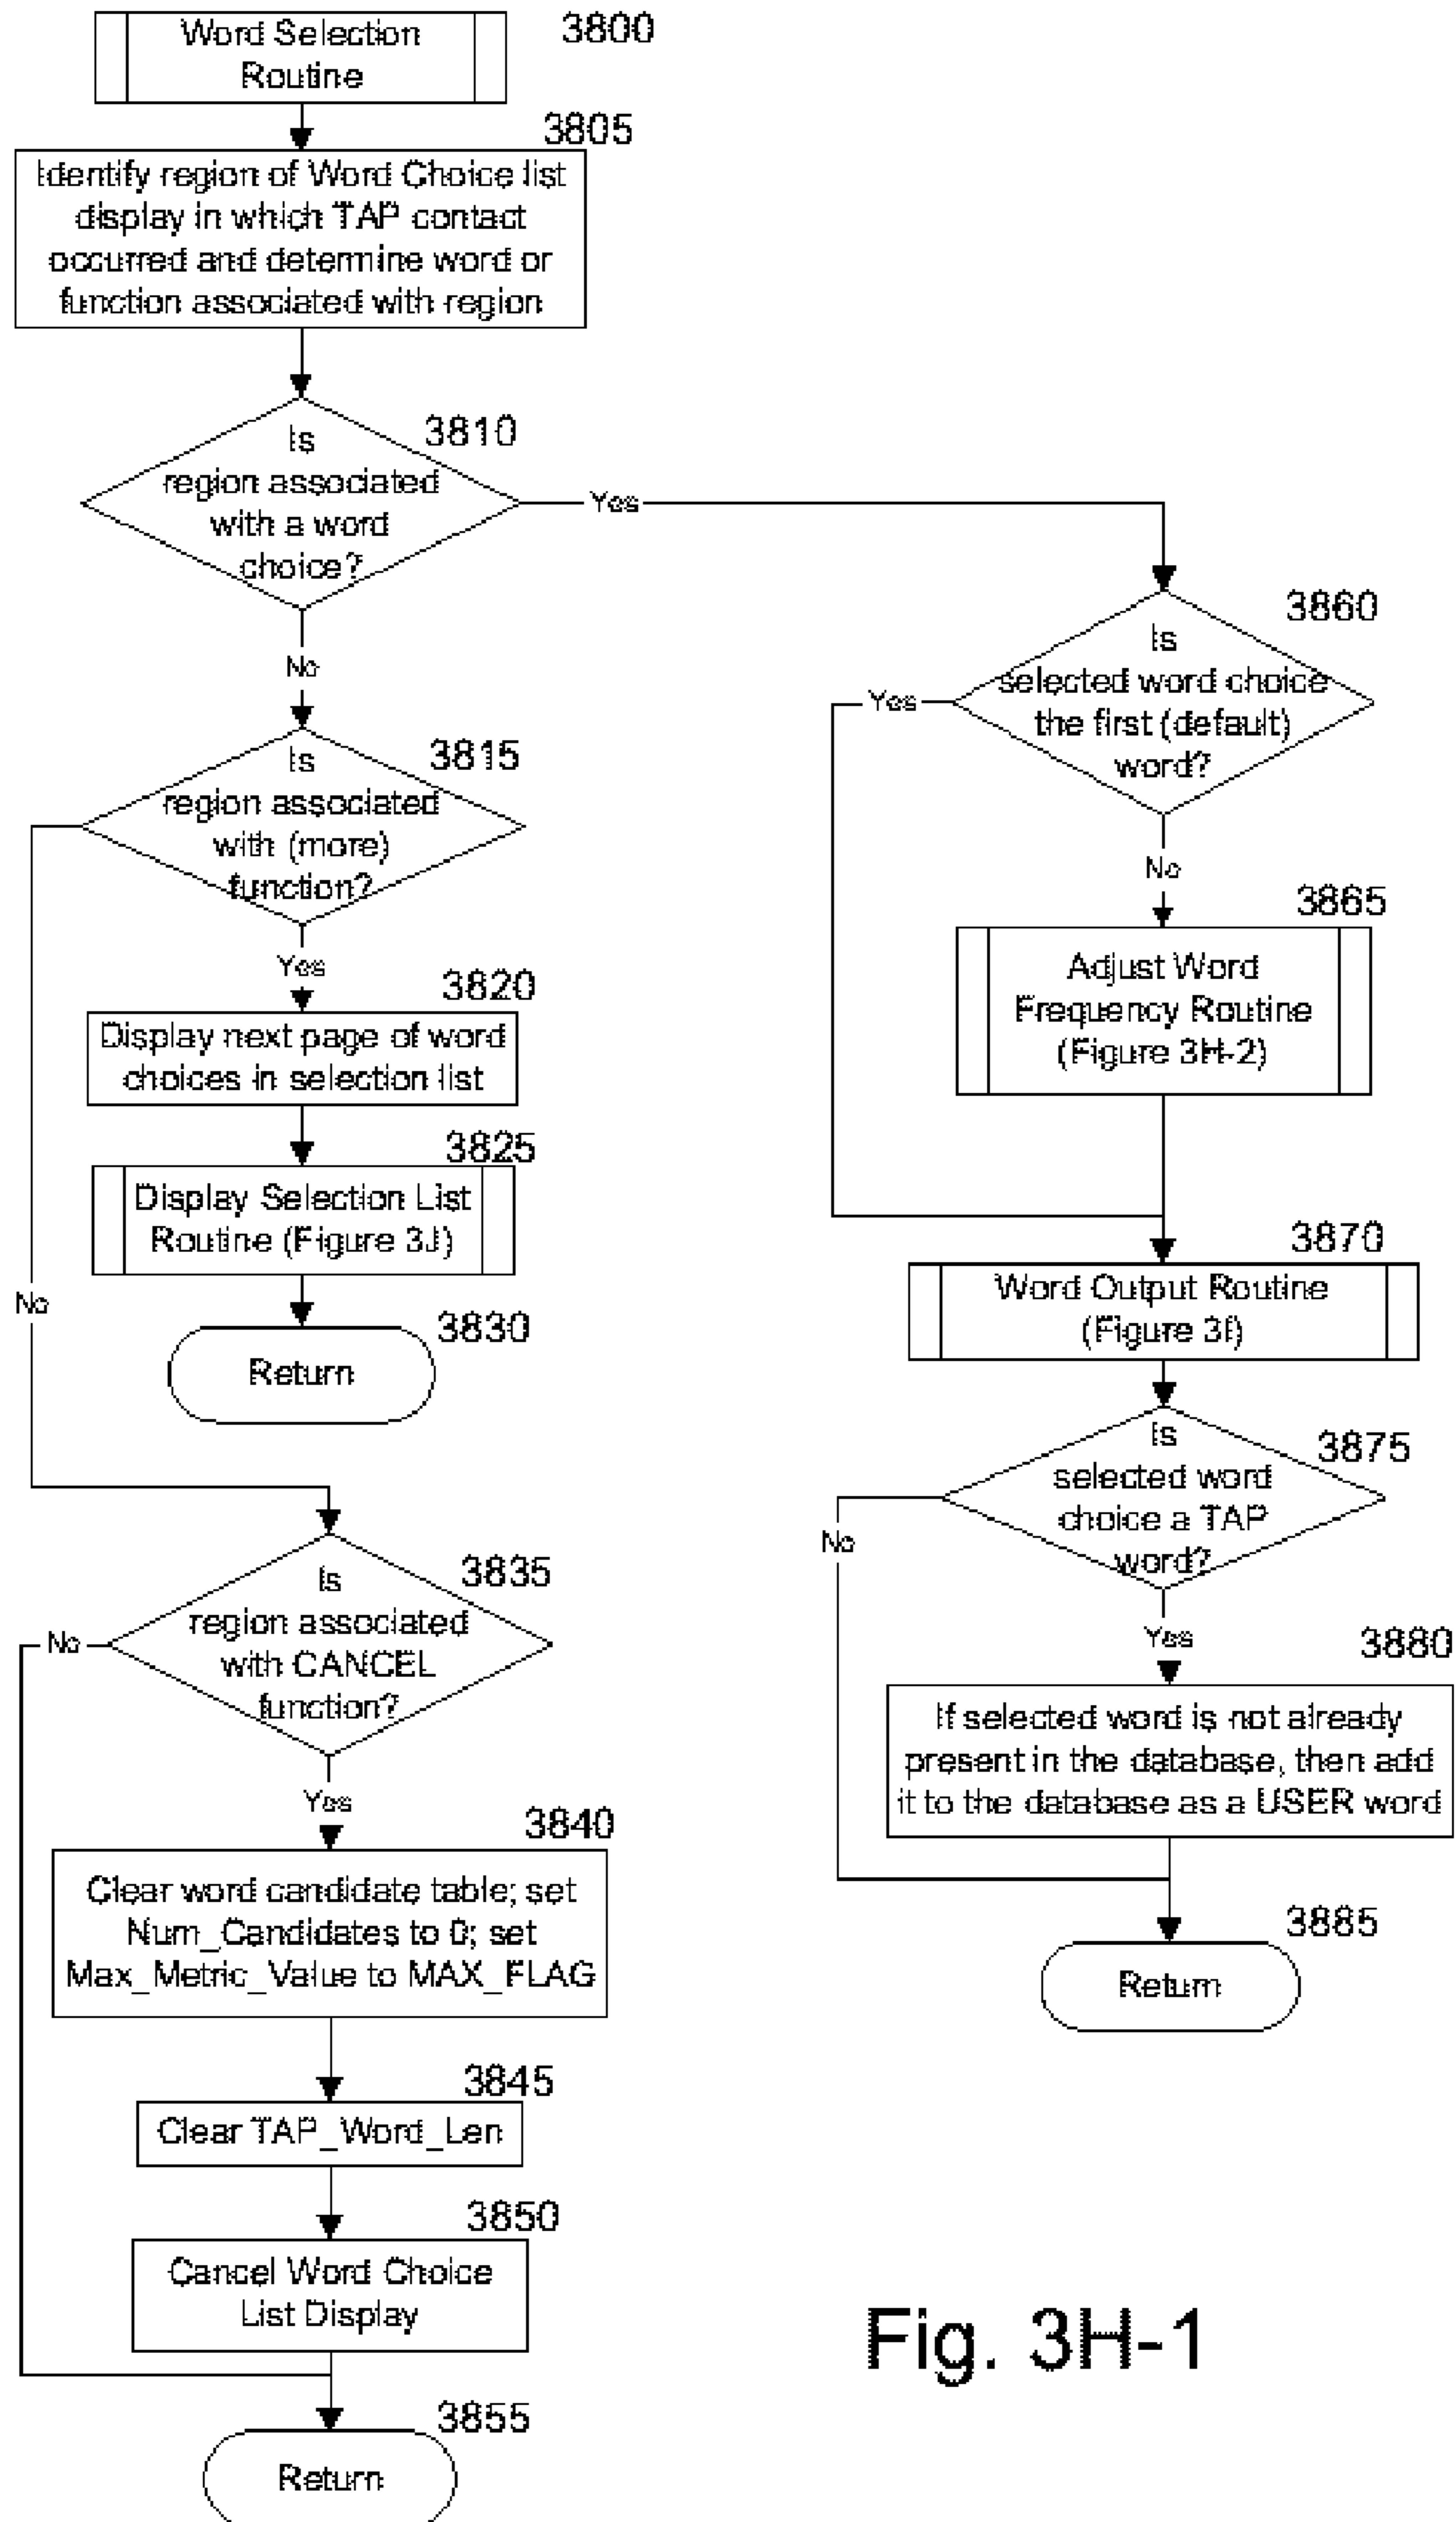 Word Selection
Routine
3800
3805
Identify region of Word Choice list
display in which TAP contact
occurred and determine word or
function associated with region
3810
Is
region associated
with a word
choice?
Yes
No
3815
Is
region associated
with (more)
function?
Yes
No
3820
Display next page of word
choices in selection list
3825
Display Selection List
Routine (Figure 3J)
3830
Return
3835
Is
region associated
with CANCEL
function?
No
Yes
3840
Clear word candidate table; set
Num_Candidates to 0; set
Max_Metric_Value to MAX_FLAG
3845
Clear TAP_Word_Len
3850
Cancel Word Choice
List Display
3855
Return
3860
Is
selected word choice
the first (default)
word?
Yes
No
3865
Adjust Word
Frequency Routine
(Figure 3H-2)
3870
Word Output Routine
(Figure 3I)
3875
Is
selected word
choice a TAP
word?
No
Yes
3880
If selected word is not already
present in the database, then add
it to the database as a USER word
3885
Return
Fig. 3H-1